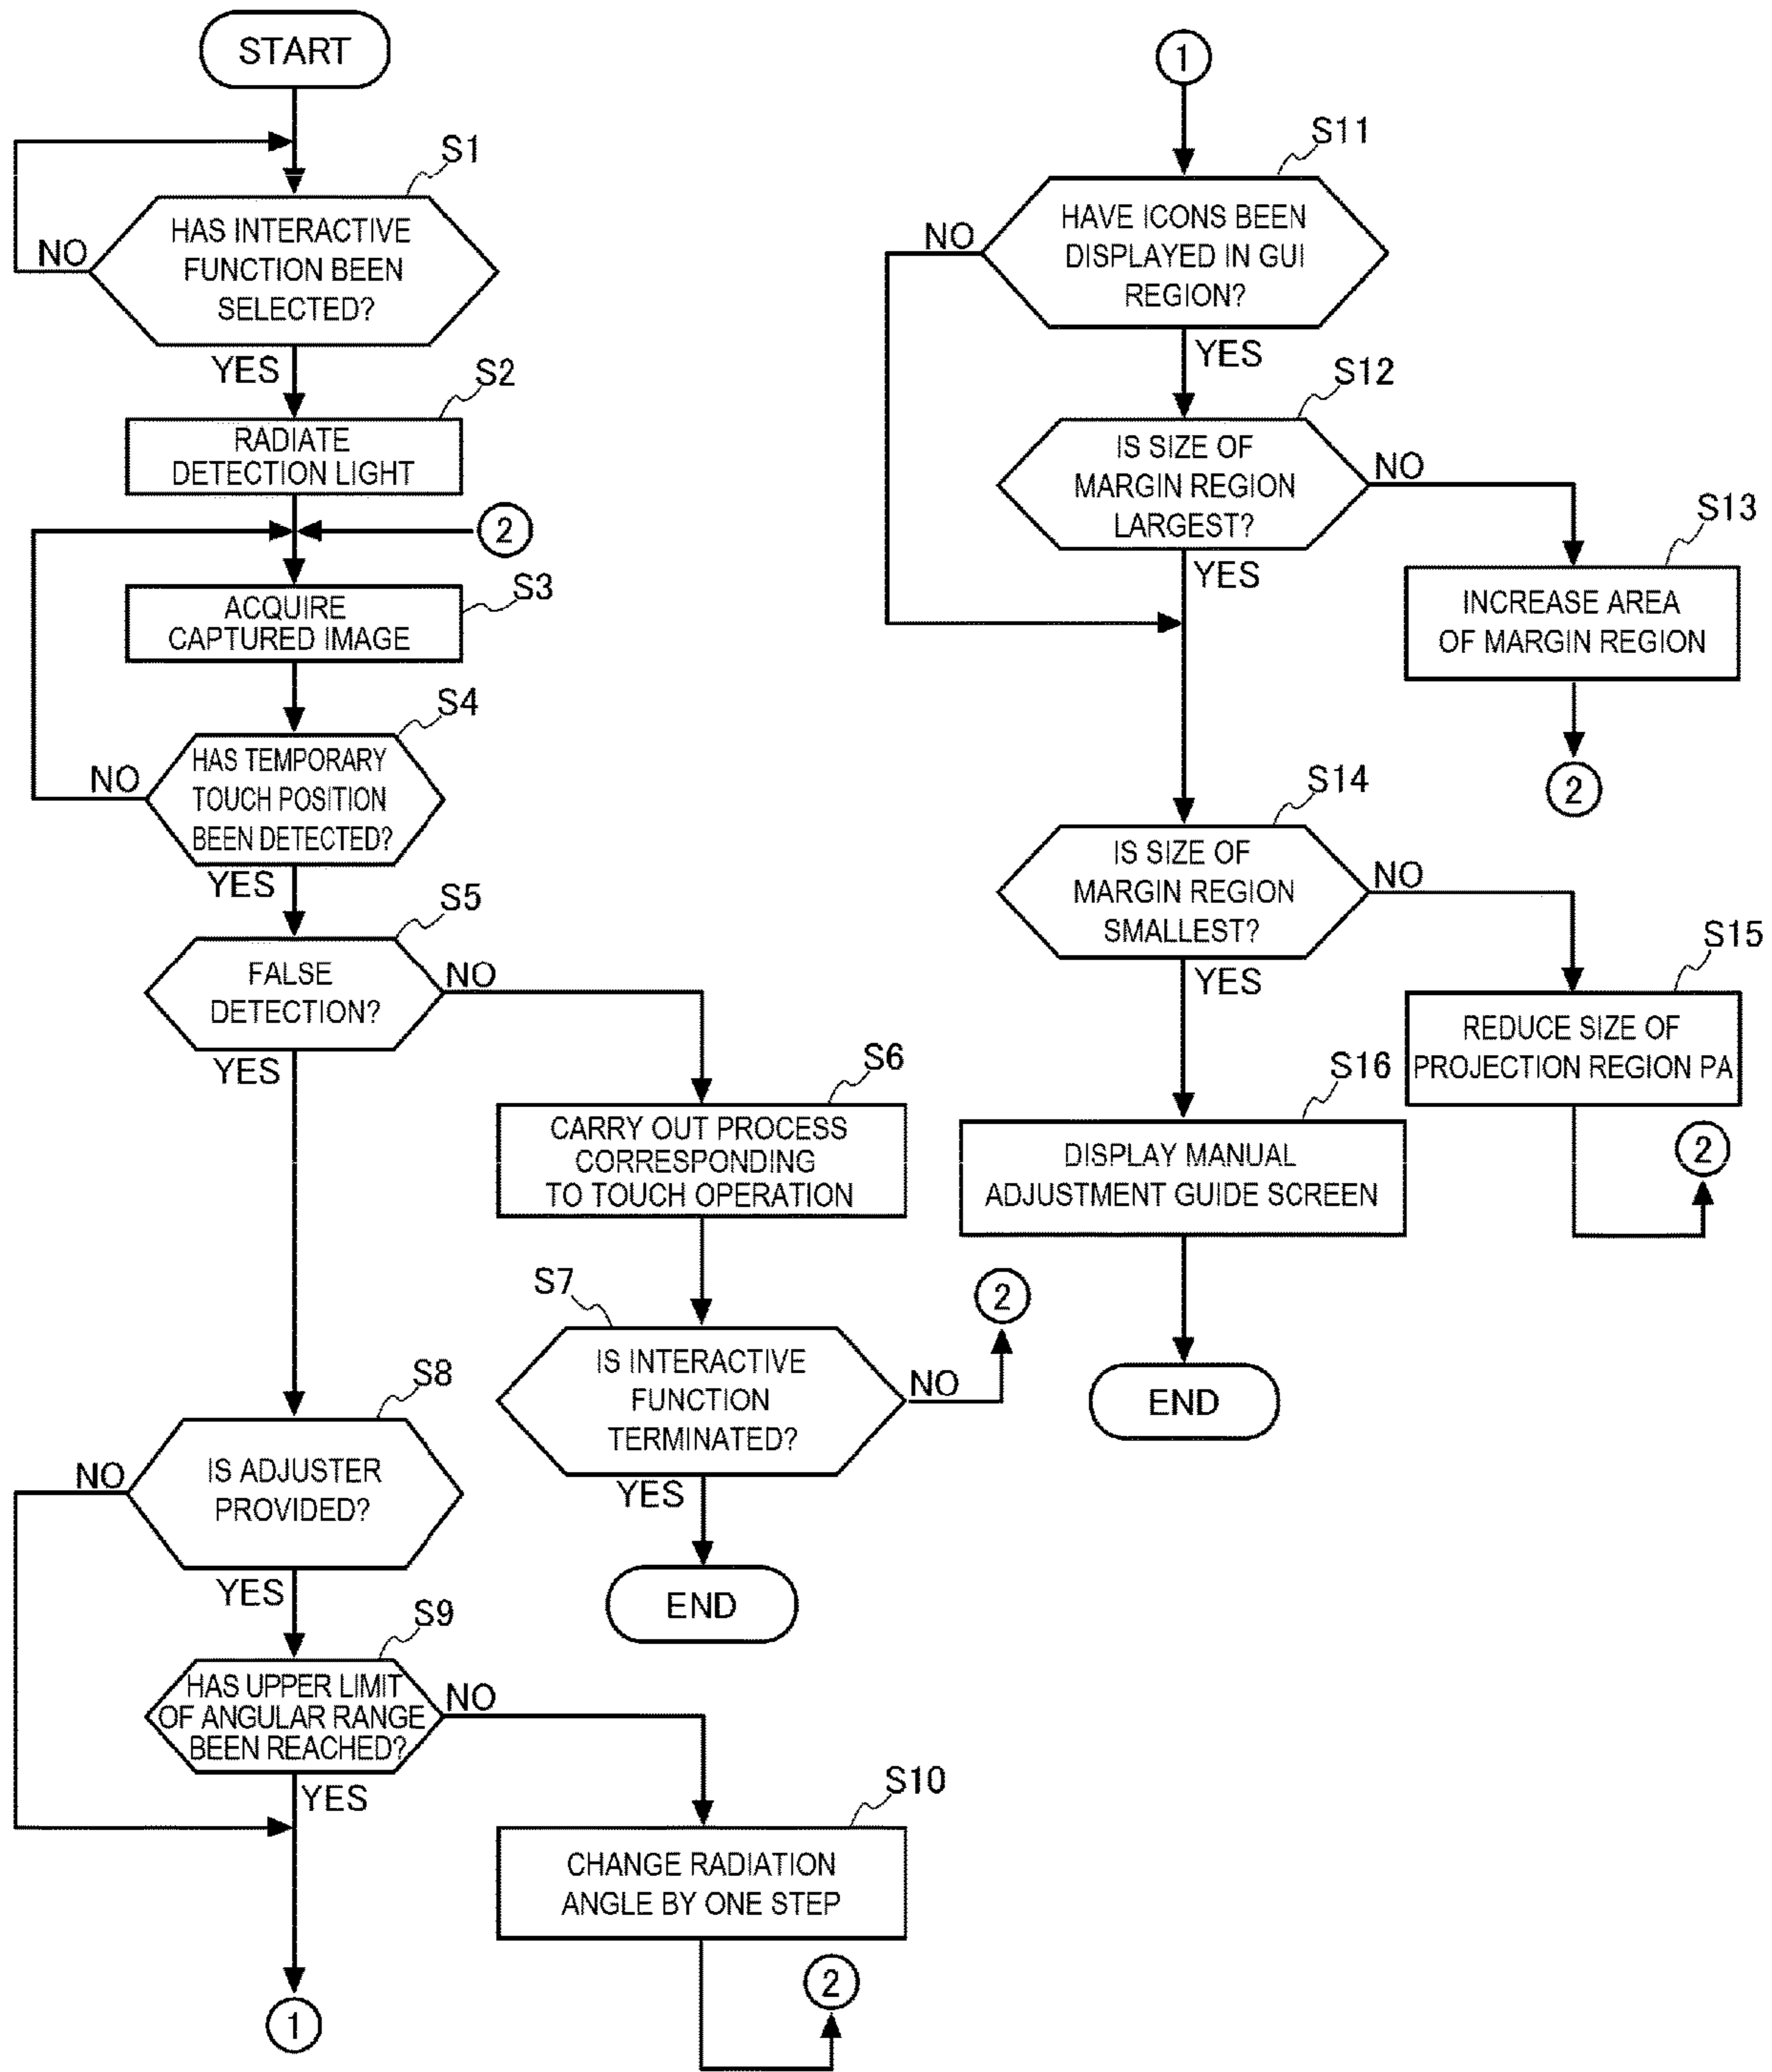 START
S1
HAS INTERACTIVE
FUNCTION BEEN
SELECTED?
NO
YES
S2
RADIATE
DETECTION LIGHT
2
S3
ACQUIRE
CAPTURED IMAGE
S4
HAS TEMPORARY
TOUCH POSITION
BEEN DETECTED?
NO
YES
S5
FALSE
DETECTION?
NO
YES
S6
CARRY OUT PROCESS
CORRESPONDING
TO TOUCH OPERATION
S7
IS INTERACTIVE
FUNCTION
TERMINATED?
NO
2
YES
END
S8
IS ADJUSTER
PROVIDED?
NO
YES
S9
HAS UPPER LIMIT
OF ANGULAR RANGE
BEEN REACHED?
NO
YES
S10
CHANGE RADIATION
ANGLE BY ONE STEP
2
1
1
S11
HAVE ICONS BEEN
DISPLAYED IN GUI
REGION?
NO
YES
S12
IS SIZE OF
MARGIN REGION
LARGEST?
NO
YES
S13
INCREASE AREA
OF MARGIN REGION
2
S14
IS SIZE OF
MARGIN REGION
SMALLEST?
NO
YES
S15
REDUCE SIZE OF
PROJECTION REGION PA
2
S16
DISPLAY MANUAL
ADJUSTMENT GUIDE SCREEN
END